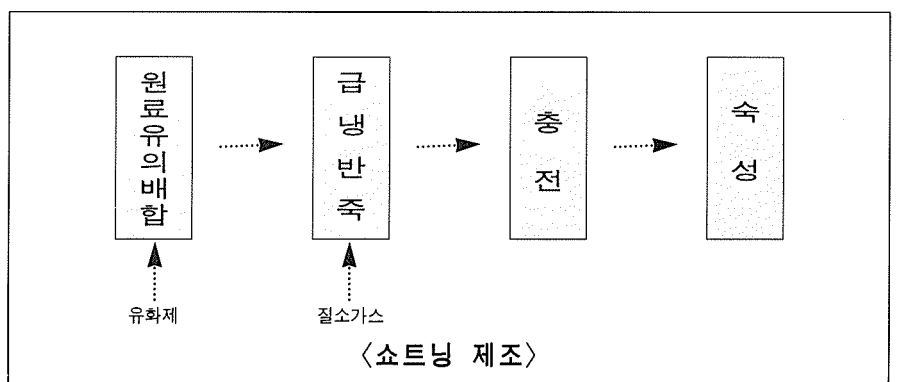 원료유의배합
급냉반죽
충전
숙성
유화제
질소가스
〈쇼트닝 제조〉